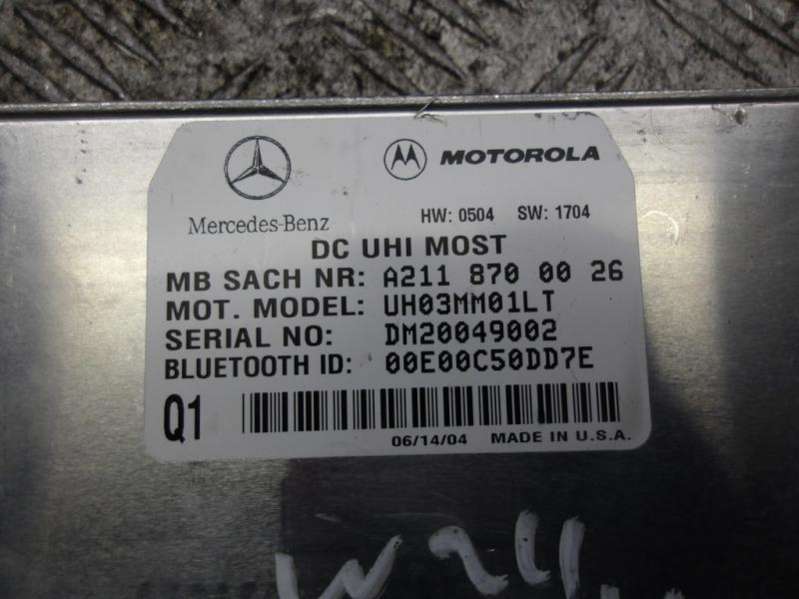 Mercedes-Benz
MOTOROLA
HW: 0504 SW: 1704
DC UHI MOST
MB SACH NR: A211 870 00 26
MOT. MODEL: UH03MM01LT
SERIAL NO: DM20049002
BLUETOOTH ID: 00E00C50DD7E
Q1
06/14/04 MADE IN U.S.A.
W211